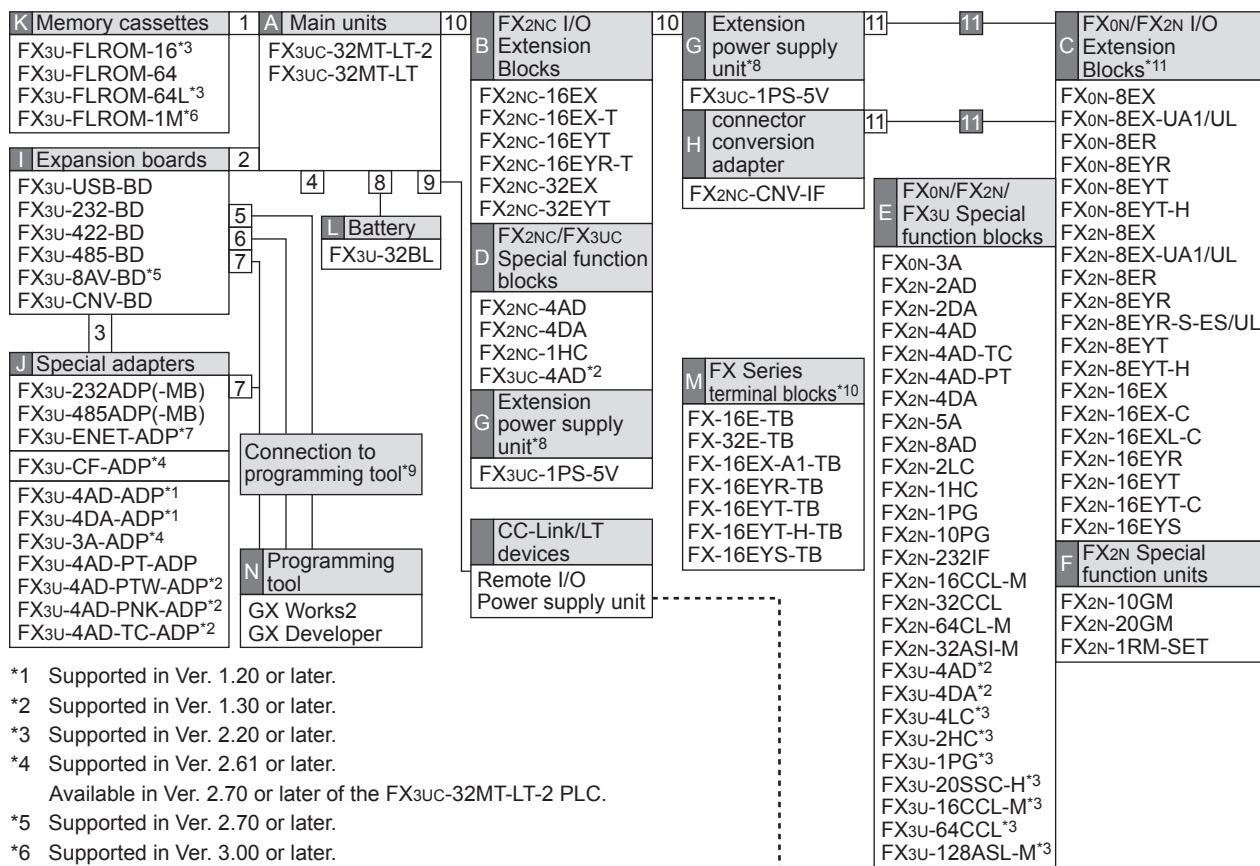 K Memory cassettes
FX3U-FLROM-16*3
FX3U-FLROM-64
FX3U-FLROM-64L*3
FX3U-FLROM-1M*6
1
A Main units
FX3UC-32MT-LT-2
FX3UC-32MT-LT
10
B FX2NC I/O
Extension
Blocks
FX2NC-16EX
FX2NC-16EX-T
FX2NC-16EYT
FX2NC-16EYR-T
FX2NC-32EX
FX2NC-32EYT
10
G Extension
power supply
unit*8
FX3UC-1PS-5V
11
11
H connector
conversion
adapter
FX2NC-CNV-IF
11
11
C FX0N/FX2N I/O
Extension
Blocks*11
FX0N-8EX
FX0N-8EX-UA1/UL
FX0N-8ER
FX0N-8EYR
FX0N-8EYT
FX0N-8EYT-H
FX2N-8EX
FX2N-8EX-UA1/UL
FX2N-8ER
FX2N-8EYR
FX2N-8EYR-S-ES/UL
FX2N-8EYT
FX2N-8EYT-H
FX2N-16EX
FX2N-16EX-C
FX2N-16EXL-C
FX2N-16EYR
FX2N-16EYT
FX2N-16EYT-C
FX2N-16EYS
I Expansion boards
FX3U-USB-BD
FX3U-232-BD
FX3U-422-BD
FX3U-485-BD
FX3U-8AV-BD*5
FX3U-CNV-BD
2
5
6
7
3
4
8
9
L Battery
FX3U-32BL
D FX2NC/FX3UC
Special function
blocks
FX2NC-4AD
FX2NC-4DA
FX2NC-1HC
FX3UC-4AD*2
G Extension
power supply
unit*8
FX3UC-1PS-5V
E FX0N/FX2N/
FX3U Special
function blocks
FX0N-3A
FX2N-2AD
FX2N-2DA
FX2N-4AD
FX2N-4AD-TC
FX2N-4AD-PT
FX2N-4DA
FX2N-5A
FX2N-8AD
FX2N-2LC
FX2N-1HC
FX2N-1PG
FX2N-10PG
FX2N-232IF
FX2N-16CCL-M
FX2N-32CCL
FX2N-64CL-M
FX2N-32ASI-M
FX3U-4AD*2
FX3U-4DA*2
FX3U-4LC*3
FX3U-2HC*3
FX3U-1PG*3
FX3U-20SSC-H*3
FX3U-16CCL-M*3
FX3U-64CCL*3
FX3U-128ASL-M*3
J Special adapters
FX3U-232ADP(-MB)
FX3U-485ADP(-MB)
FX3U-ENET-ADP*7
FX3U-CF-ADP*4
FX3U-4AD-ADP*1
FX3U-4DA-ADP*1
FX3U-3A-ADP*4
FX3U-4AD-PT-ADP
FX3U-4AD-PTW-ADP*2
FX3U-4AD-PNK-ADP*2
FX3U-4AD-TC-ADP*2
7
Connection to
programming tool*9
N Programming
tool
GX Works2
GX Developer
CC-Link/LT
devices
Remote I/O
Power supply unit
M FX Series
terminal blocks*10
FX-16E-TB
FX-32E-TB
FX-16EX-A1-TB
FX-16EYR-TB
FX-16EYT-TB
FX-16EYT-H-TB
FX-16EYS-TB
F FX2N Special
function units
FX2N-10GM
FX2N-20GM
FX2N-1RM-SET
*1 Supported in Ver. 1.20 or later.
*2 Supported in Ver. 1.30 or later.
*3 Supported in Ver. 2.20 or later.
*4 Supported in Ver. 2.61 or later.
Available in Ver. 2.70 or later of the FX3UC-32MT-LT-2 PLC.
*5 Supported in Ver. 2.70 or later.
*6 Supported in Ver. 3.00 or later.